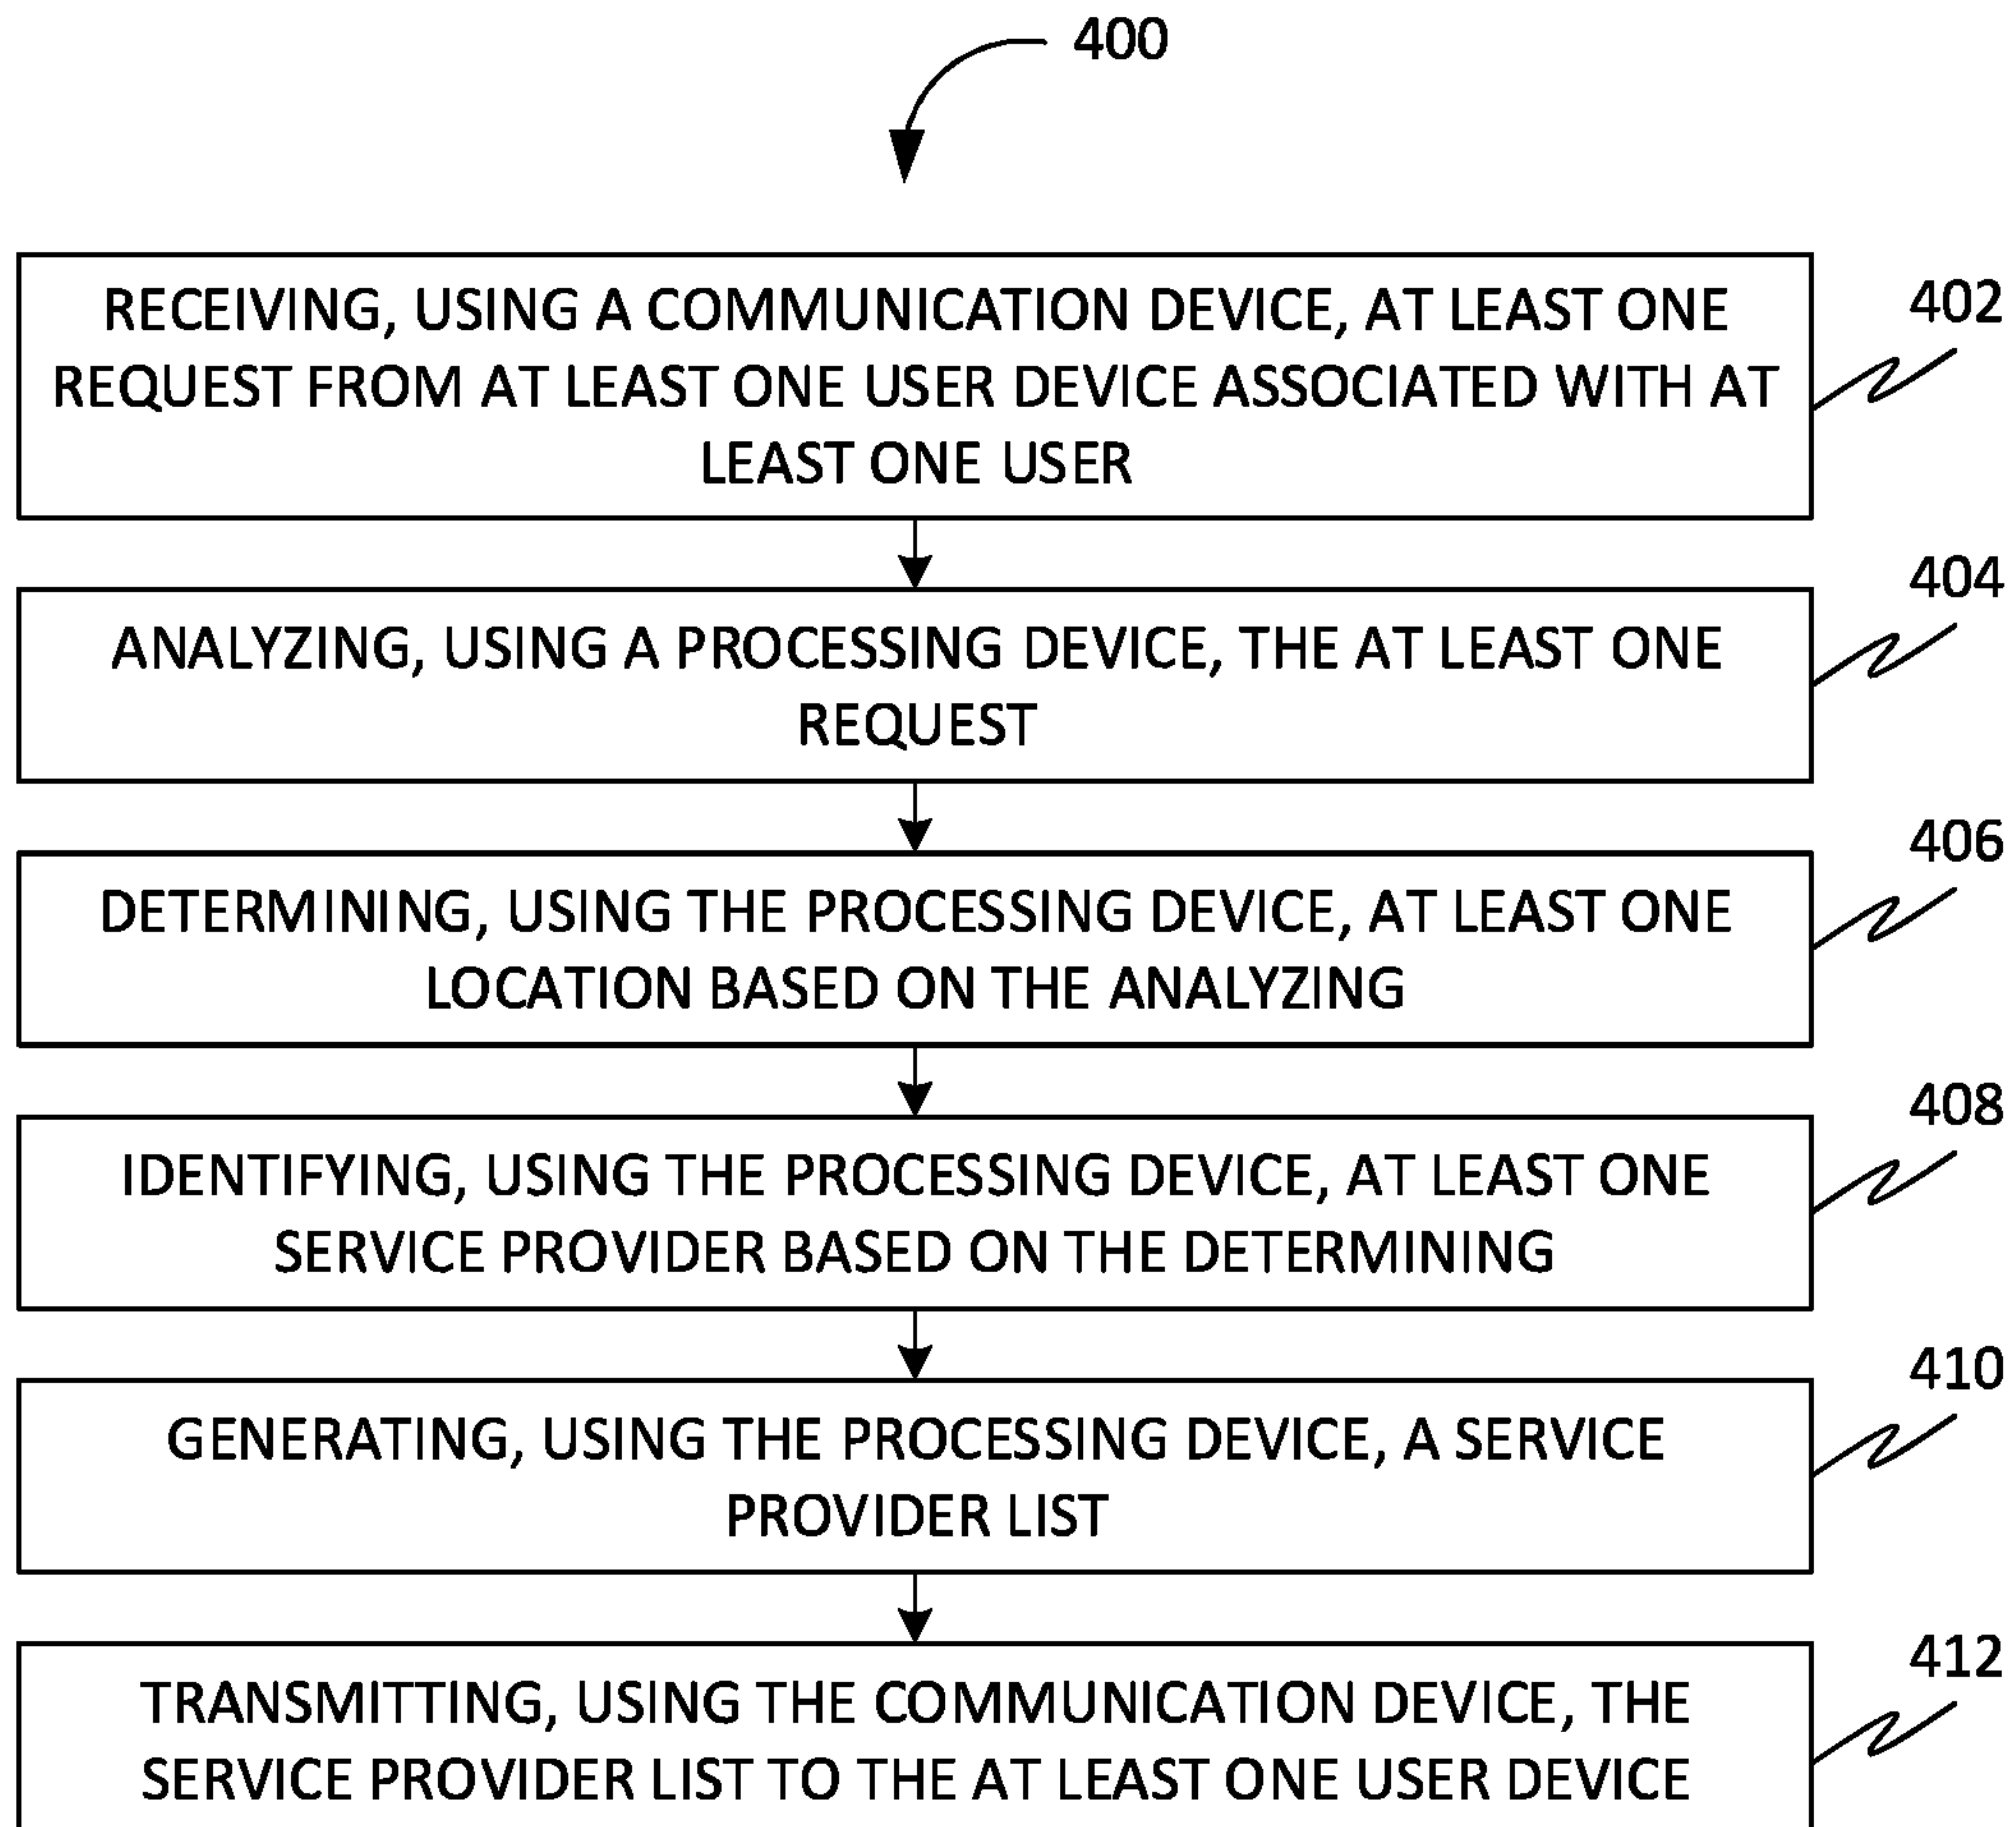 400
RECEIVING, USING A COMMUNICATION DEVICE, AT LEAST ONE
REQUEST FROM AT LEAST ONE USER DEVICE ASSOCIATED WITH AT
LEAST ONE USER
402
ANALYZING, USING A PROCESSING DEVICE, THE AT LEAST ONE
REQUEST
404
DETERMINING, USING THE PROCESSING DEVICE, AT LEAST ONE
LOCATION BASED ON THE ANALYZING
406
IDENTIFYING, USING THE PROCESSING DEVICE, AT LEAST ONE
SERVICE PROVIDER BASED ON THE DETERMINING
408
GENERATING, USING THE PROCESSING DEVICE, A SERVICE
PROVIDER LIST
410
TRANSMITTING, USING THE COMMUNICATION DEVICE, THE
SERVICE PROVIDER LIST TO THE AT LEAST ONE USER DEVICE
412